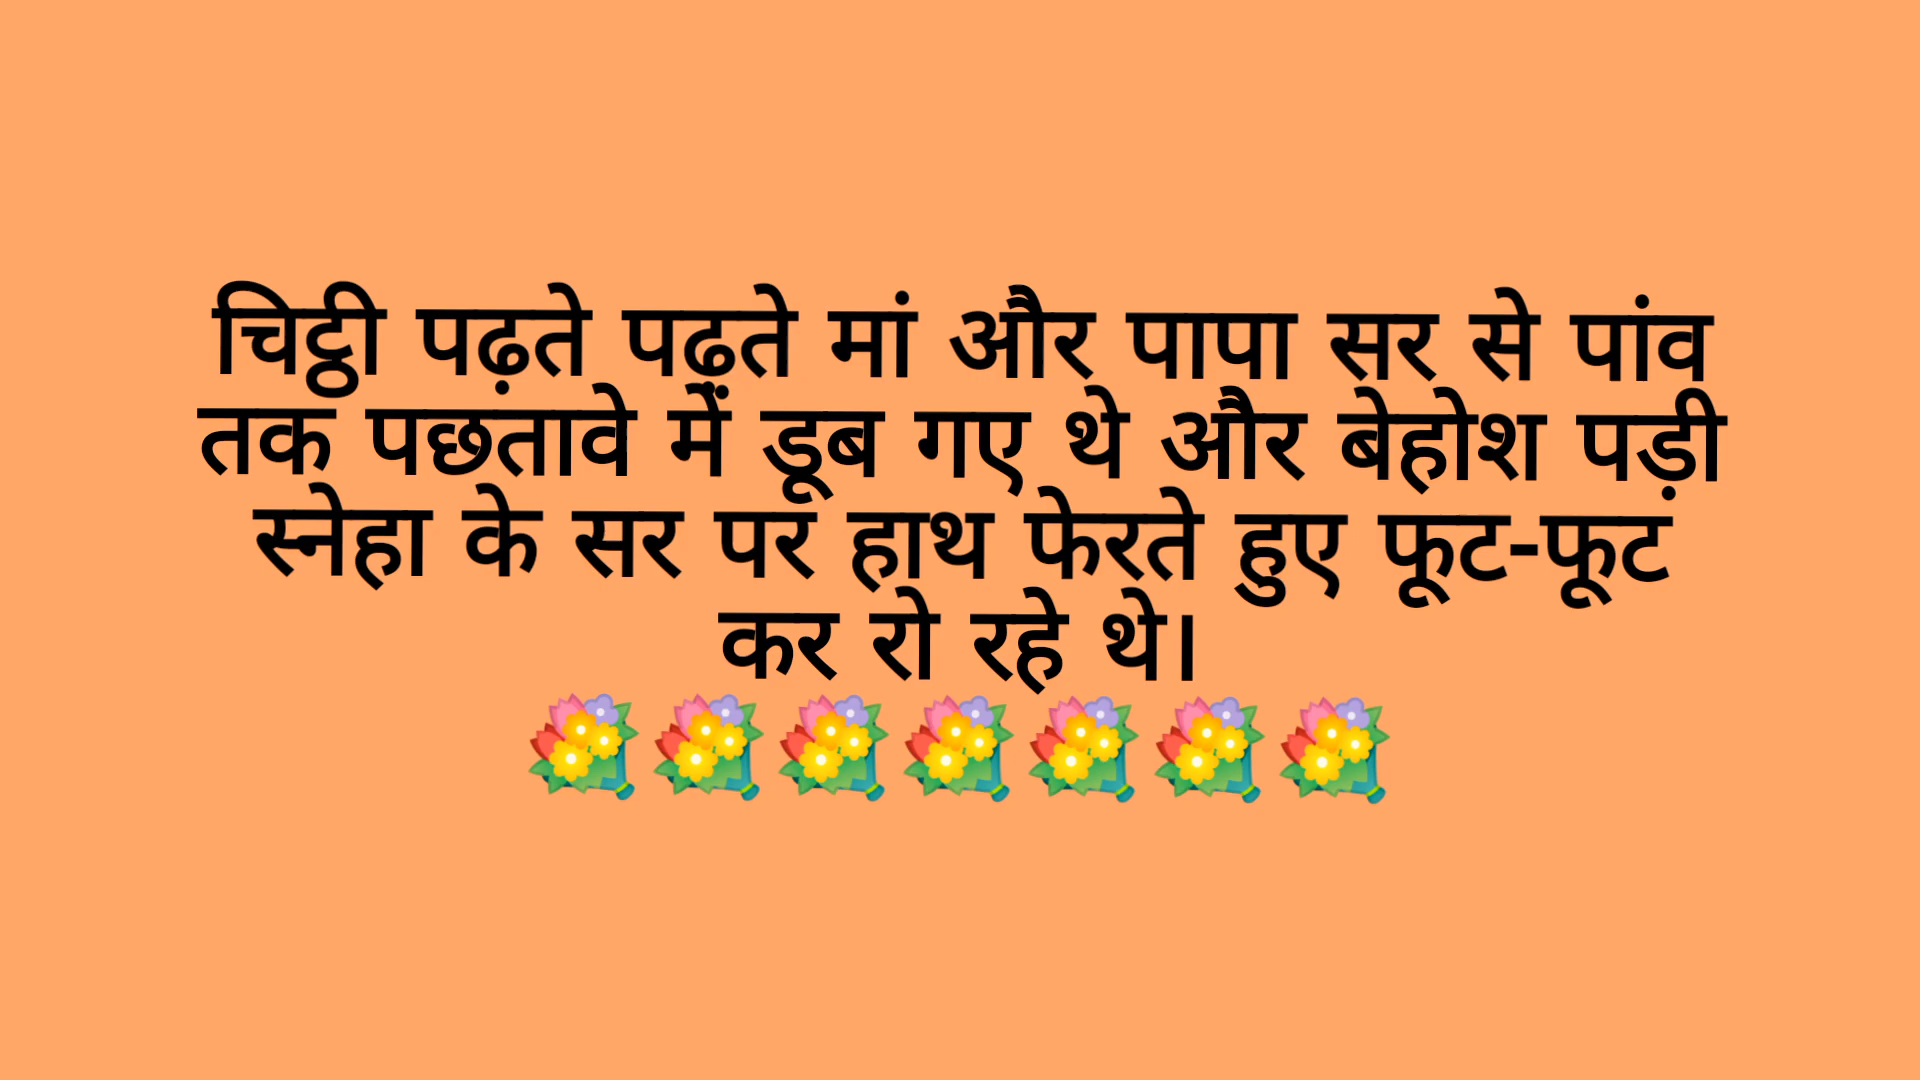 चिट्ठी पढ़ते पढ़ते मां और पापा सर से पांव
तक पछतावे में डूब गए थे और बेहोश पड़ी
स्नेहा के सर पर हाथ फेरते हुए फूट-फूट
कर रो रहे थे।
💐💐💐💐💐💐💐